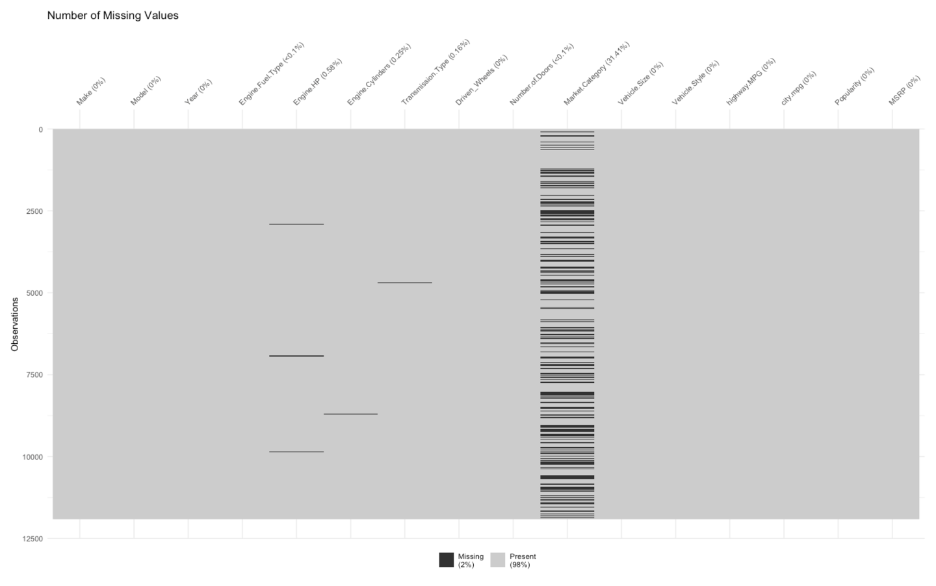 Number of Missing Values
Make (0%)
Model (0%)
Year (0%)
Engine.Fuel.Type (<0.1%)
Engine.HP (0.58%)
Engine.Cylinders (0.25%)
Transmission.Type (0.16%)
Driven_Wheels (0%)
Number.of.Doors (<0.1%)
Market.Category (31.41%)
Vehicle.Size (0%)
Vehicle.Style (0%)
highway.MPG (0%)
city.mpg (0%)
Popularity (0%)
MSRP (0%)
0
2500
5000
7500
10000
12500
Observations
Missing
(2%)
Present
(98%)